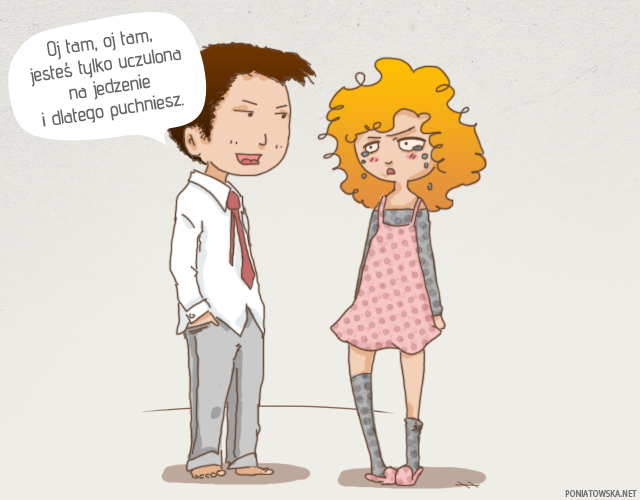 Oj tam, oj tam,
jesteś tylko uczulona
na jedzenie
i dlatego puchniesz.
PONIATOWSKA.NET